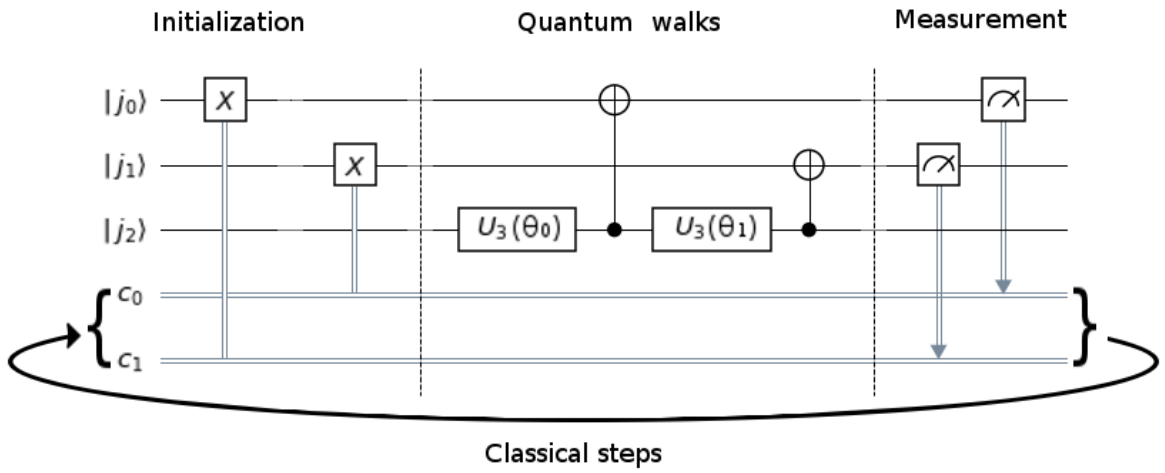 Initialization
Quantum walks
Measurement
|j₀⟩ X
|j₁⟩ X
|j₂⟩ U₃(θ₀) U₃(θ₁)
{ c₀ }
c₁
Classical steps